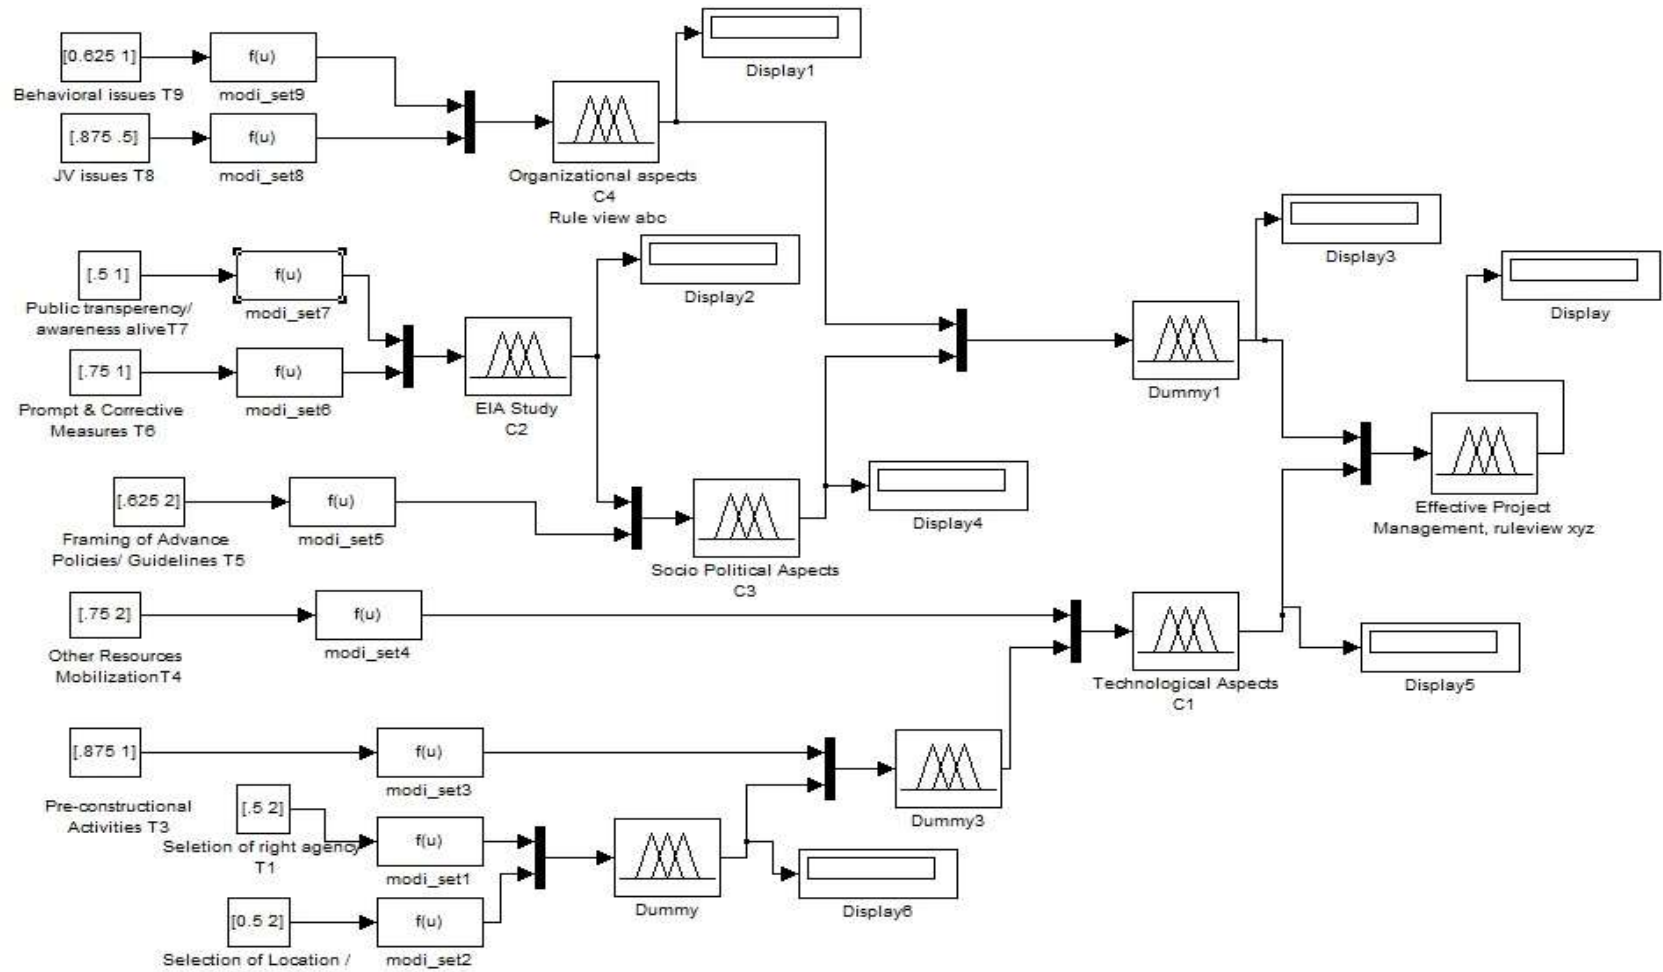 [0.625 1]
f(u)
Behavioral issues T9
modi_set9
[.875 .5]
f(u)
JV issues T8
modi_set8
Organizational aspects
C4
Rule view abc
Display1
[.5 1]
f(u)
Public transperency/
awareness aliveT7
modi_set7
[.75 1]
f(u)
Prompt & Corrective
Measures T6
modi_set6
EIA Study
C2
Display2
[.625 2]
f(u)
Framing of Advance
Policies/ Guidelines T5
modi_set5
Socio Political Aspects
C3
Display4
Dummy1
Display3
Display
Effective Project
Management, ruleview xyz
[.75 2]
f(u)
Other Resources
MobilizationT4
modi_set4
Technological Aspects
C1
Display5
[.875 1]
f(u)
Pre-constructional
Activities T3
modi_set3
Dummy3
[.5 2]
f(u)
Seletion of right agency
T1
modi_set1
Dummy
Display6
[0.5 2]
f(u)
Selection of Location /
modi_set2